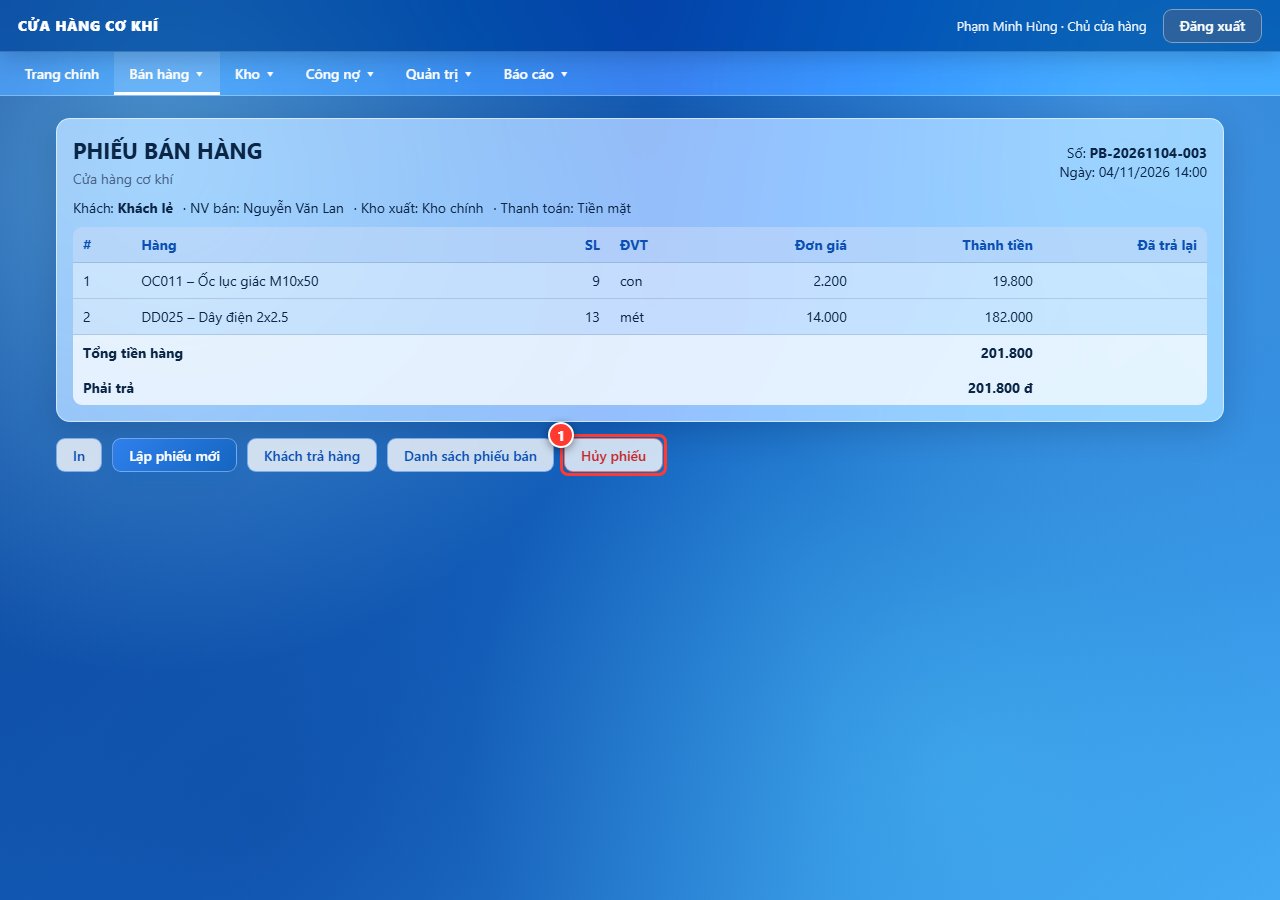 CỬA HÀNG CƠ KHÍ
Phạm Minh Hùng · Chủ cửa hàng
Đăng xuất
Trang chính
Bán hàng ▼
Kho ▼
Công nợ ▼
Quản trị ▼
Báo cáo ▼
PHIẾU BÁN HÀNG
Cửa hàng cơ khí
Số: PB-20261104-003
Ngày: 04/11/2026 14:00
Khách: Khách lẻ · NV bán: Nguyễn Văn Lan · Kho xuất: Kho chính · Thanh toán: Tiền mặt
# Hàng SL ĐVT Đơn giá Thành tiền Đã trả lại
1 OC011 – Ốc lục giác M10x50 9 con 2.200 19.800
2 DD025 – Dây điện 2x2.5 13 mét 14.000 182.000
Tổng tiền hàng 201.800
Phải trả 201.800 đ
1
In
Lập phiếu mới
Khách trả hàng
Danh sách phiếu bán
Hủy phiếu